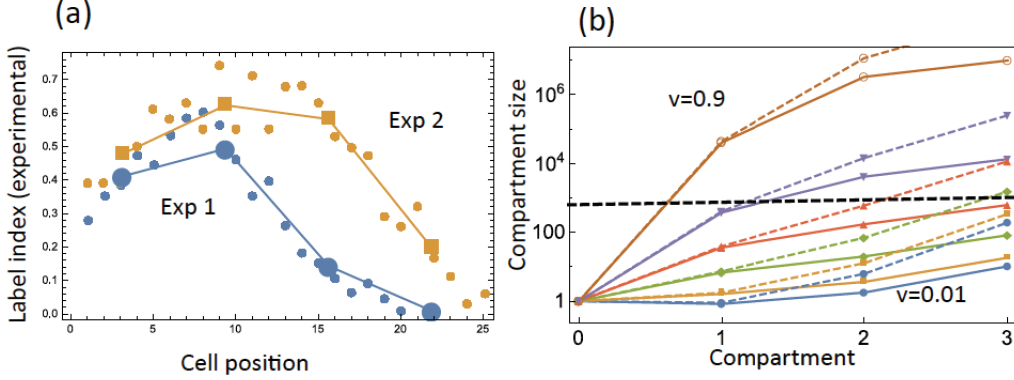 (a)
Label index (experimental)
0.7
0.6
0.5
0.4
0.3
0.2
0.1
0.0
Exp 1
Exp 2
0 5 10 15 20 25
Cell position
(b)
Compartment size
10^6
10^4
100
1
v=0.9
v=0.01
0 1 2 3
Compartment